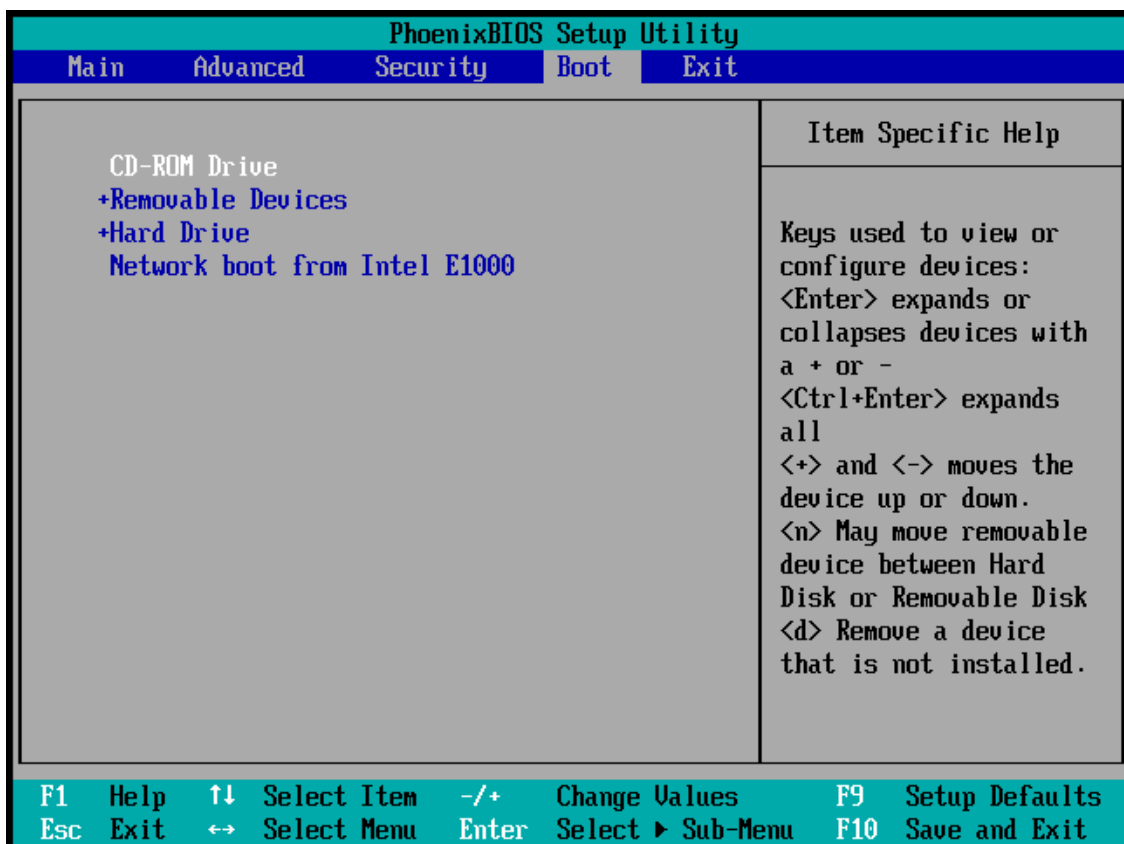 PhoenixBIOS Setup Utility
Main Advanced Security Boot Exit
CD-ROM Drive
+Removable Devices
+Hard Drive
Network boot from Intel E1000
Item Specific Help
Keys used to view or
configure devices:
<Enter> expands or
collapses devices with
a + or -
<Ctrl+Enter> expands
all
<+> and <-> moves the
device up or down.
<n> May move removable
device between Hard
Disk or Removable Disk
<d> Remove a device
that is not installed.
F1 Help ↑↓ Select Item -/+ Change Values F9 Setup Defaults
Esc Exit ↔ Select Menu Enter Select ▶ Sub-Menu F10 Save and Exit